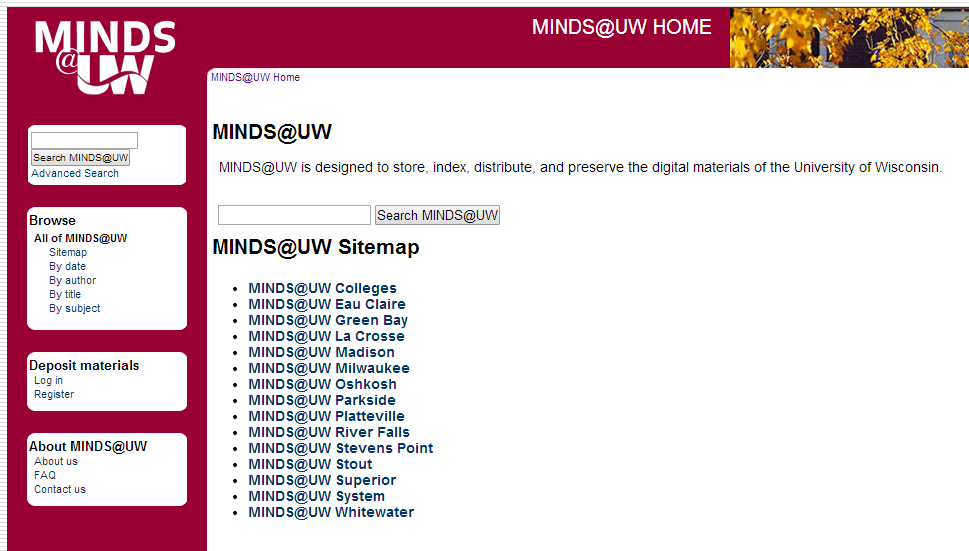 MINDS
@UW
MINDS@UW HOME
MINDS@UW Home
Search MINDS@UW
Advanced Search
Browse
All of MINDS@UW
Sitemap
By date
By author
By title
By subject
Deposit materials
Log in
Register
About MINDS@UW
About us
FAQ
Contact us
MINDS@UW
MINDS@UW is designed to store, index, distribute, and preserve the digital materials of the University of Wisconsin.
Search MINDS@UW
MINDS@UW Sitemap
MINDS@UW Colleges
MINDS@UW Eau Claire
MINDS@UW Green Bay
MINDS@UW La Crosse
MINDS@UW Madison
MINDS@UW Milwaukee
MINDS@UW Oshkosh
MINDS@UW Parkside
MINDS@UW Platteville
MINDS@UW River Falls
MINDS@UW Stevens Point
MINDS@UW Stout
MINDS@UW Superior
MINDS@UW System
MINDS@UW Whitewater